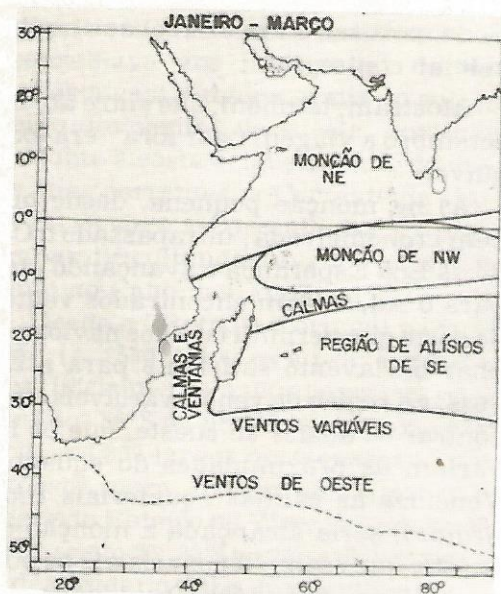 JANEIRO - MARÇO
30°
20°
10°
0°
10°
20°
30°
40°
50°
MONÇÃO DE
NE
MONÇÃO DE NW
CALMAS
REGIÃO DE ALÍSIOS
DE SE
CALMAS E
VENTANIAS
VENTOS VARIÁVEIS
VENTOS DE OESTE
20° 40° 60° 80°